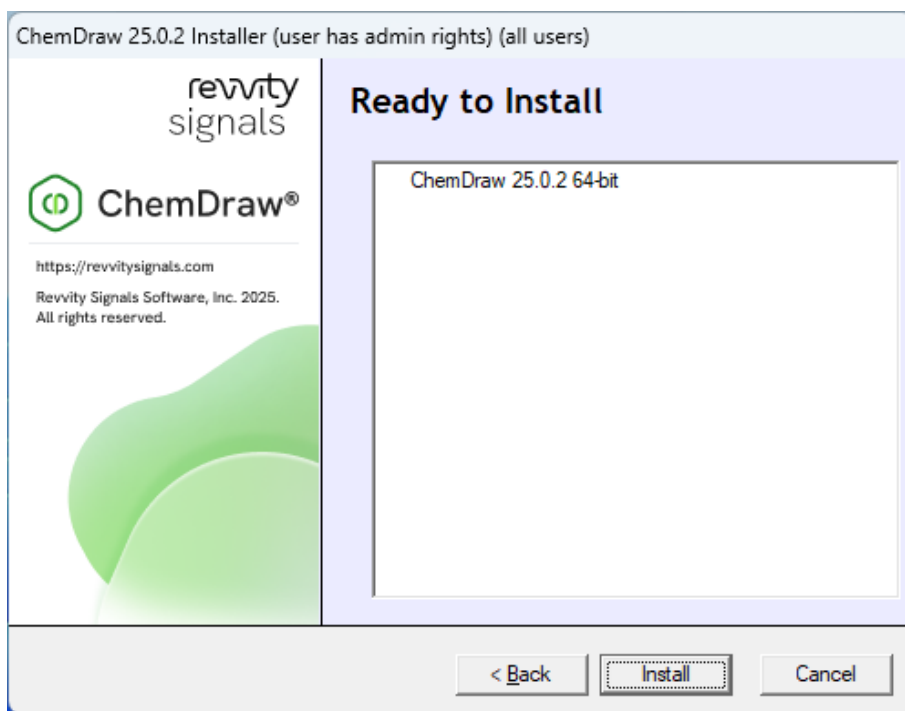 ChemDraw 25.0.2 Installer (user has admin rights) (all users)
revvity
signals
ChemDraw®
https://revvitysignals.com
Revvity Signals Software, Inc. 2025.
All rights reserved.
Ready to Install
ChemDraw 25.0.2 64-bit
< Back
Install
Cancel